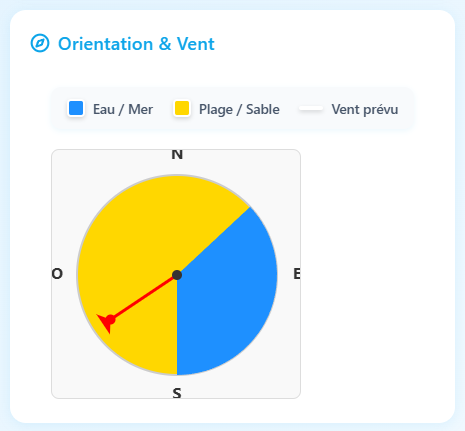 Orientation & Vent
Eau / Mer
Plage / Sable
Vent prévu
N
O
E
S